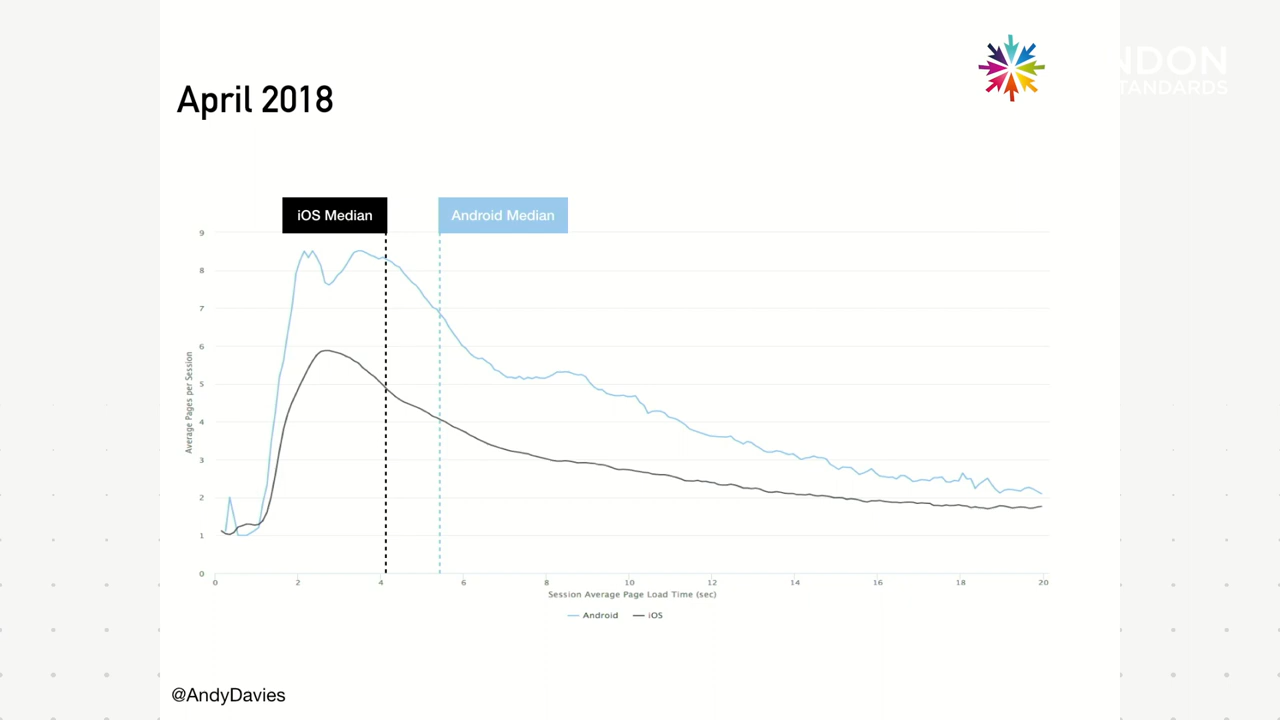 April 2018
NDON
TANDARDS
iOS Median
Android Median
9
8
7
6
5
4
3
2
1
0
Average Pages per Session
0 2 4 6 8 10 12 14 16 18 20
Session Average Page Load Time (sec)
Android iOS
@AndyDavies